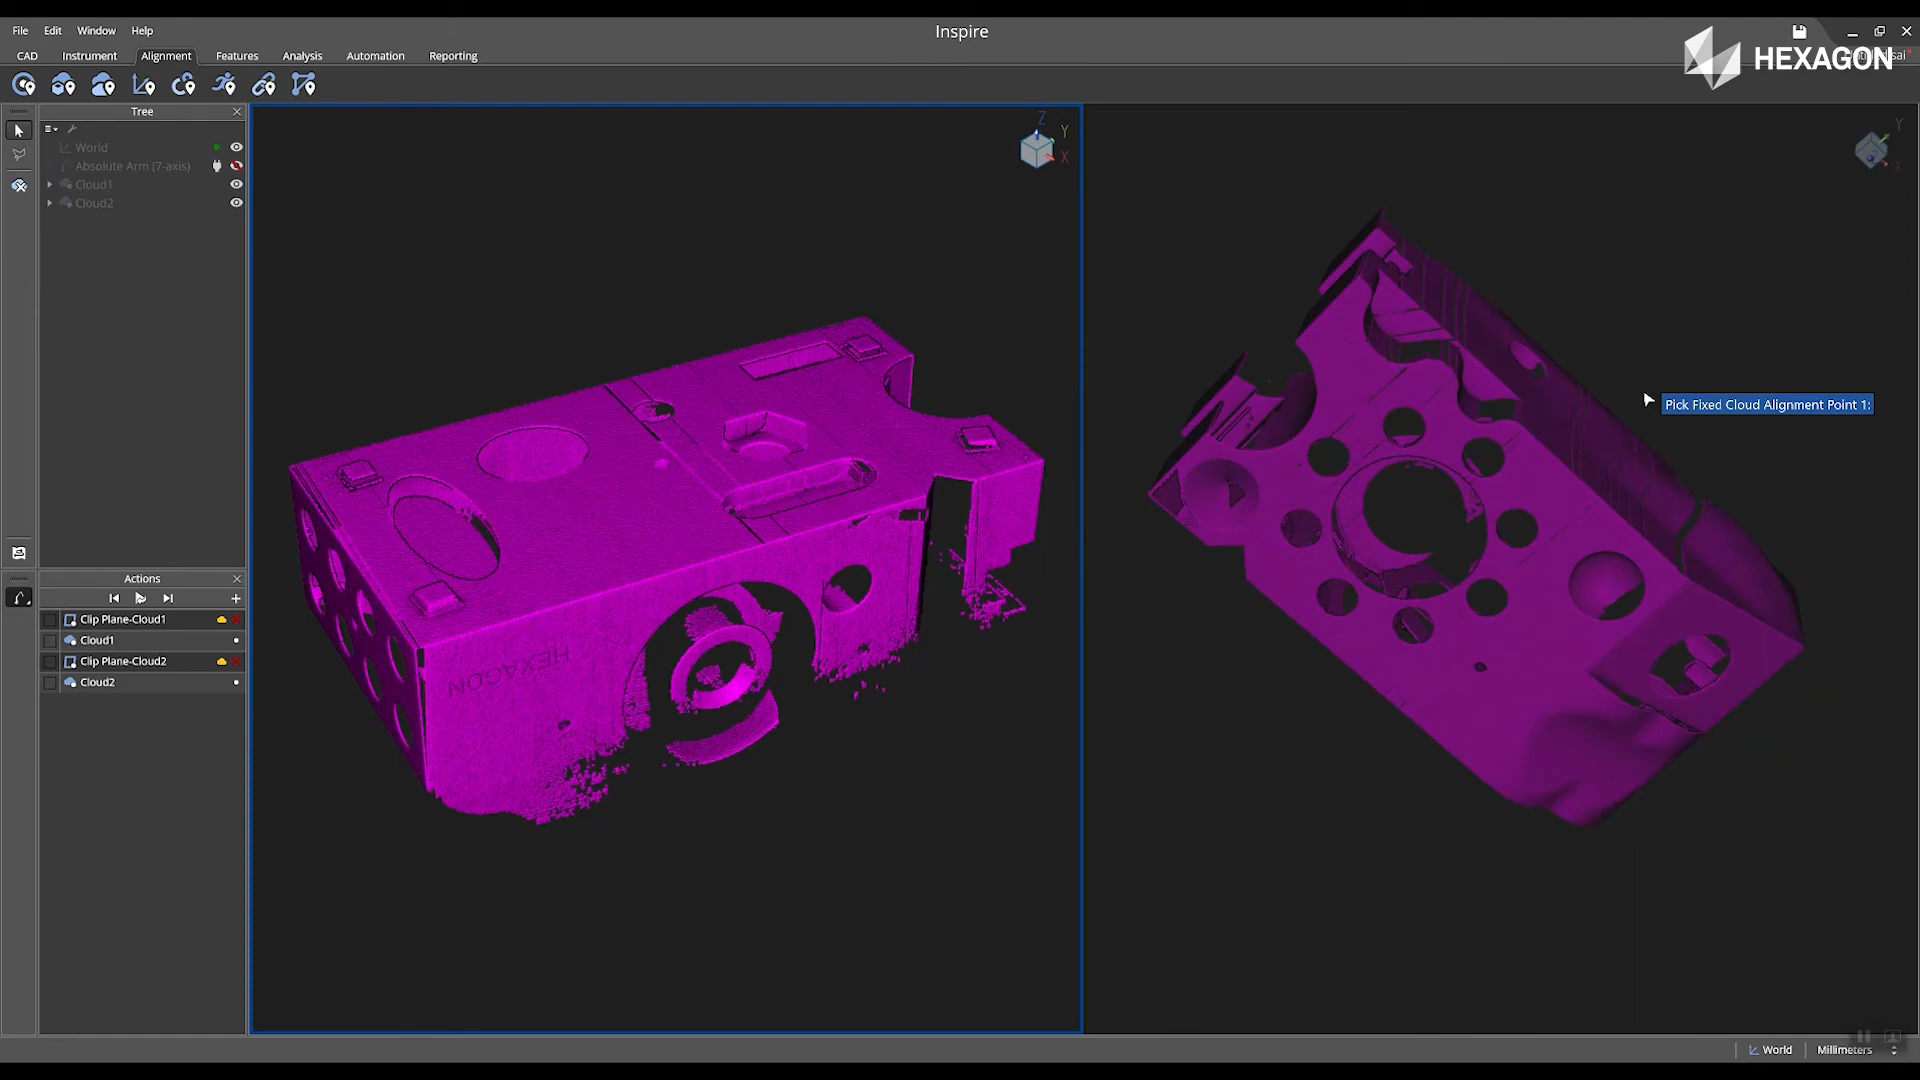 File Edit Window Help
Inspire
CAD Instrument Alignment Features Analysis Automation Reporting
HEXAGON
Tree
World
Absolute Arm [7-axis]
Cloud1
Cloud2
Z
Y
X
Y
X
Pick Fixed Cloud Alignment Point 1:
HEXAGON
Actions
Clip Plane-Cloud1
Cloud1
Clip Plane-Cloud2
Cloud2
World Millimeters